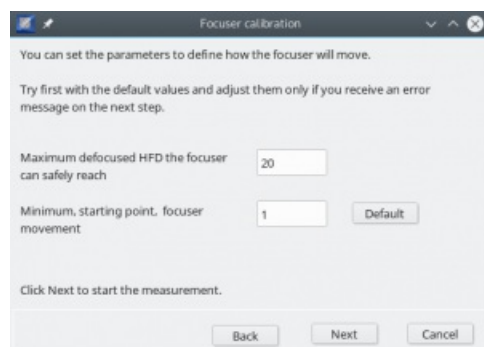 Focuser calibration
You can set the parameters to define how the focuser will move.
Try first with the default values and adjust them only if you receive an error
message on the next step.
Maximum defocused HFD the focuser
can safely reach
20
Minimum, starting point, focuser
movement
1
Default
Click Next to start the measurement.
Back
Next
Cancel